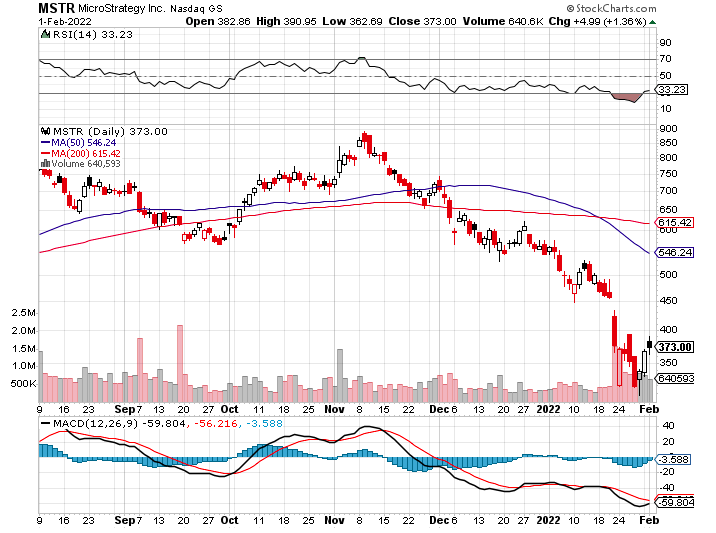 MSTR MicroStrategy Inc. Nasdaq GS © StockCharts.com
1-Feb-2022 Open 382.86 High 390.95 Low 362.69 Close 373.00 Volume 640.6K Chg +4.99 (+1.36%)
RSI(14) 33.23
90
70
50
33.23
30
10
MSTR (Daily) 373.00
MA(50) 546.24
MA(200) 615.42
Volume 640,593
900
850
800
750
700
650
615.42
600
546.24
500
450
400
373.00
350
640593
2.5M
2.0M
1.5M
1.0M
500K
9 16 23 Sep 7 13 20 27 Oct 11 18 25 Nov 8 15 22 Dec 6 13 20 27 2022 10 18 24 Feb
MACD(12,26,9) -59.804, -56.216, -3.588
40
20
-3.588
-20
-40
-59.804
9 16 23 Sep 7 13 20 27 Oct 11 18 25 Nov 8 15 22 Dec 6 13 20 27 2022 10 18 24 Feb